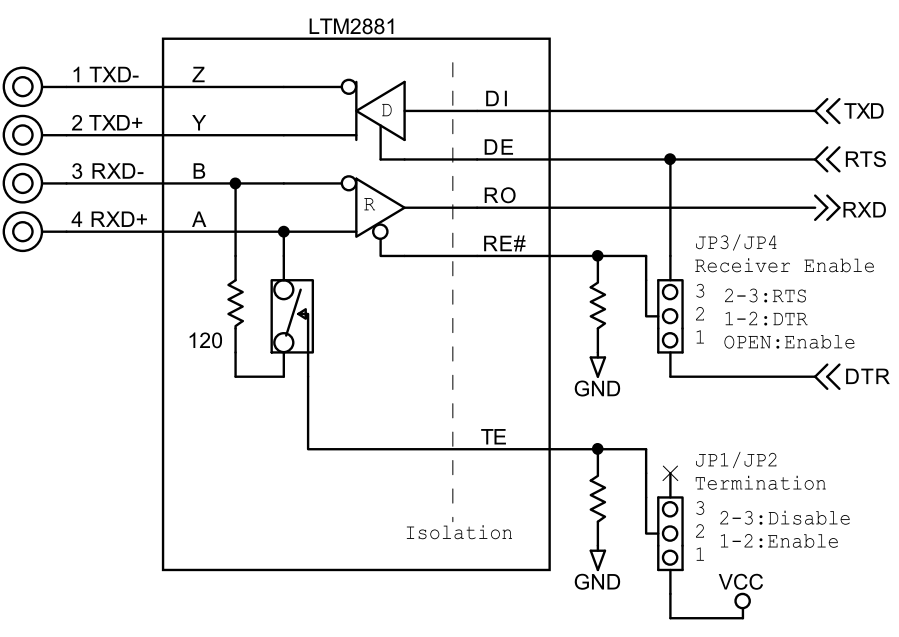 LTM2881
1 TXD- Z
DI TXD
D
2 TXD+ Y
DE RTS
3 RXD- B
R
RO RXD
4 RXD+ A
RE#
JP3/JP4
Receiver Enable
3 2-3:RTS
2 1-2:DTR
1 OPEN:Enable
120
GND
DTR
TE
JP1/JP2
Termination
3 2-3:Disable
2 1-2:Enable
1
Isolation
GND
VCC